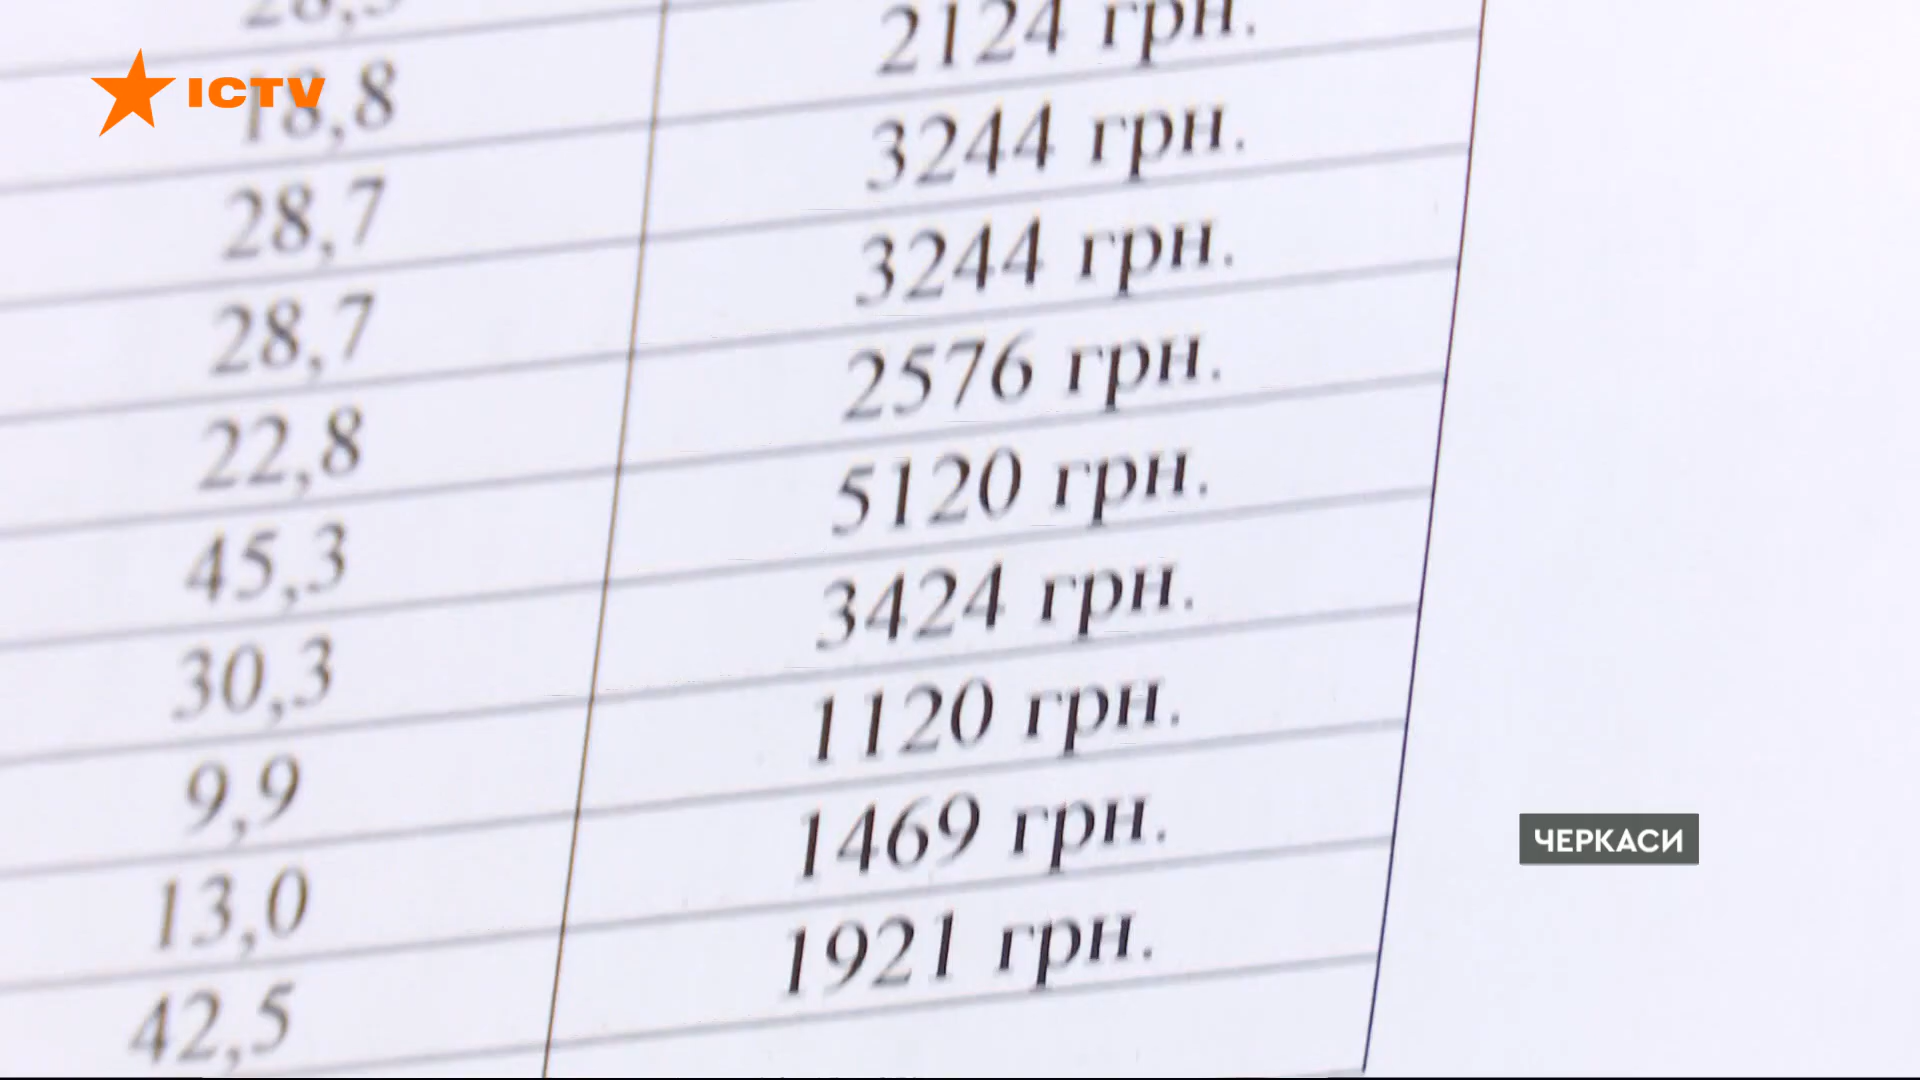 ICTV
18,8 2124 грн.
28,7 3244 грн.
28,7 3244 грн.
22,8 2576 грн.
45,3 5120 грн.
30,3 3424 грн.
9,9 1120 грн.
13,0 1469 грн.
42,5 1921 грн.
ЧЕРКАСИ